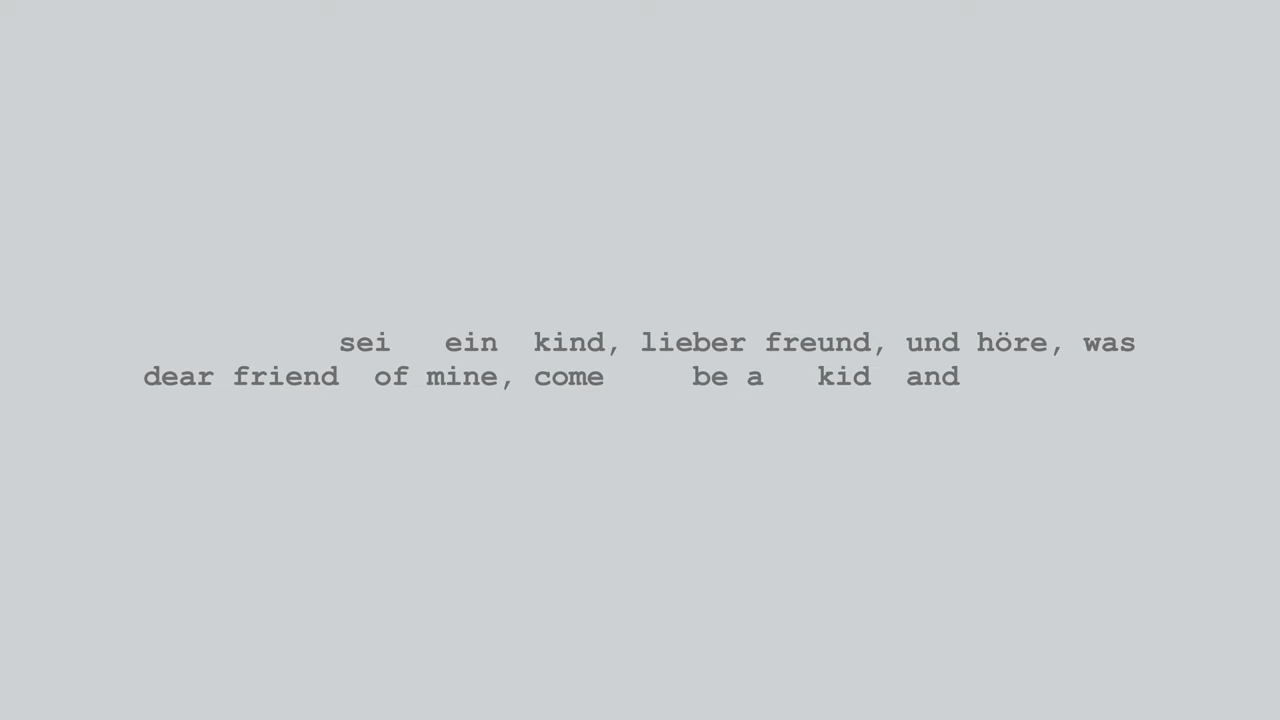 sei ein kind, lieber freund, und höre, was
dear friend of mine, come be a kid and